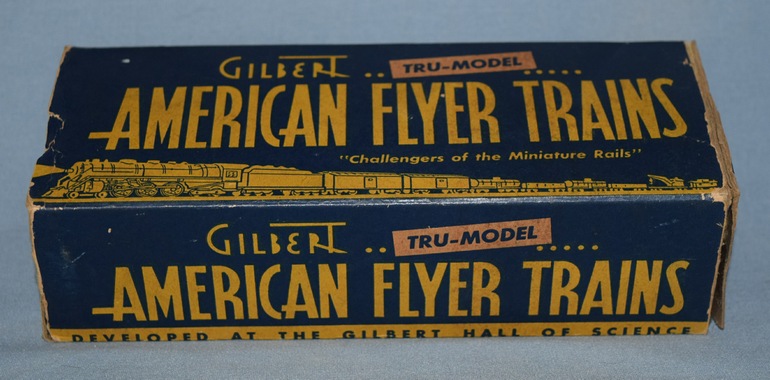 GILBERT .. TRU-MODEL .....
AMERICAN FLYER TRAINS
"Challengers of the Miniature Rails"
GILBERT .. TRU-MODEL .....
AMERICAN FLYER TRAINS
DEVELOPED AT THE GILBERT HALL OF SCIENCE